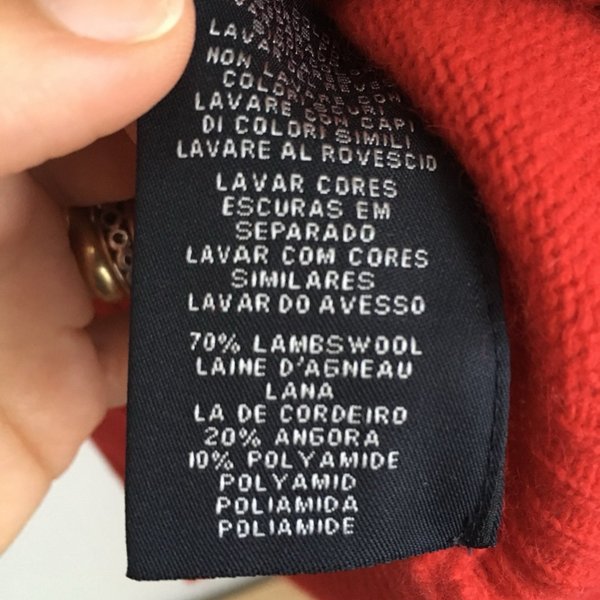 LAVAR
NON
COLORI SCURI
LAVARE CON CAPI
DI COLORI SIMILI
LAVARE AL ROVESCIO
LAVAR CORES
ESCURAS EM
SEPARADO
LAVAR COM CORES
SIMILARES
LAVAR DO AVESSO
70% LAMBSWOOL
LAINE D'AGNEAU
LANA
LA DE CORDEIRO
20% ANGORA
10% POLYAMIDE
POLYAMID
POLIAMIDA
POLIAMIDE